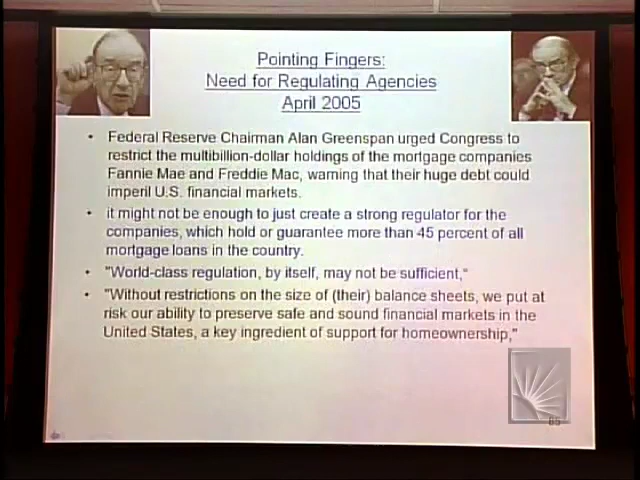 Pointing Fingers:
Need for Regulating Agencies
April 2005
• Federal Reserve Chairman Alan Greenspan urged Congress to
restrict the multibillion-dollar holdings of the mortgage companies
Fannie Mae and Freddie Mac, warning that their huge debt could
imperil U.S. financial markets.
• it might not be enough to just create a strong regulator for the
companies, which hold or guarantee more than 45 percent of all
mortgage loans in the country.
• "World-class regulation, by itself, may not be sufficient,"
• "Without restrictions on the size of (their) balance sheets, we put at
risk our ability to preserve safe and sound financial markets in the
United States, a key ingredient of support for homeownership,"
85